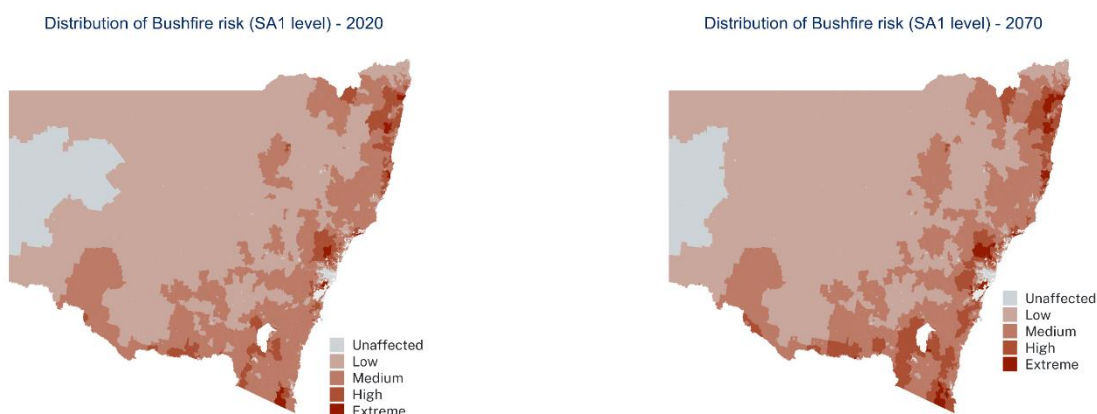 Distribution of Bushfire risk (SA1 level) - 2020
Unaffected
Low
Medium
High
Extreme
Distribution of Bushfire risk (SA1 level) - 2070
Unaffected
Low
Medium
High
Extreme